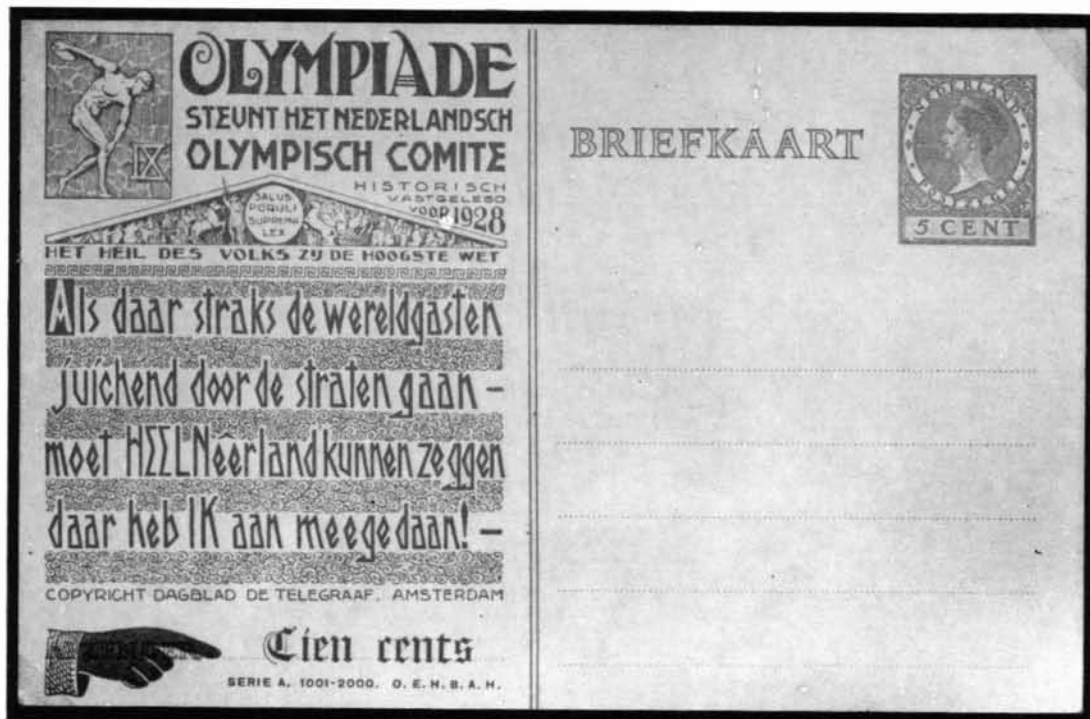 OLYMPIADE
STEUNT HET NEDERLANDSCH
OLYMPISCH COMITE
IX
HISTORISCH
VASTGELEGD
VOOR 1928
SALUS
POPULI
SUPREMA
LEX
HET HEIL DES VOLKS ZIJ DE HOOGSTE WET
Als daar straks de wereldgasten
juichend door de straten gaan –
moet HEEL Neêrland kunnen zeggen
daar heb IK aan meegedaan! –
COPYRIGHT DAGBLAD DE TELEGRAAF. AMSTERDAM
Tien cents
SERIE A. 1001-2000. O. E. H. B. A. H.
BRIEFKAART
NEDERLAND
5 CENT